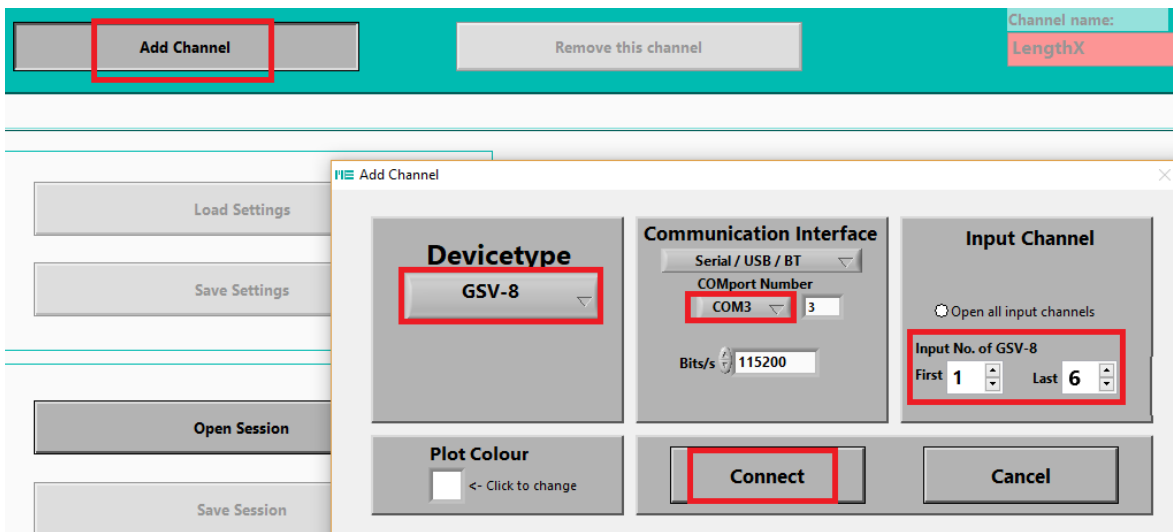 Add Channel
Remove this channel
Channel name:
LengthX
Load Settings
Save Settings
Open Session
Save Session
ME Add Channel
Devicetype
GSV-8
Communication Interface
Serial / USB / BT
COMport Number
COM3 3
Bits/s 115200
Input Channel
Open all input channels
Input No. of GSV-8
First 1 Last 6
Plot Colour
<- Click to change
Connect
Cancel